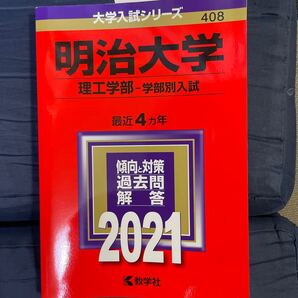 大学入試シリーズ
408
明治大学
理工学部-学部別入試
最近4カ年
傾向と対策
過去問
解答
2021
教学社